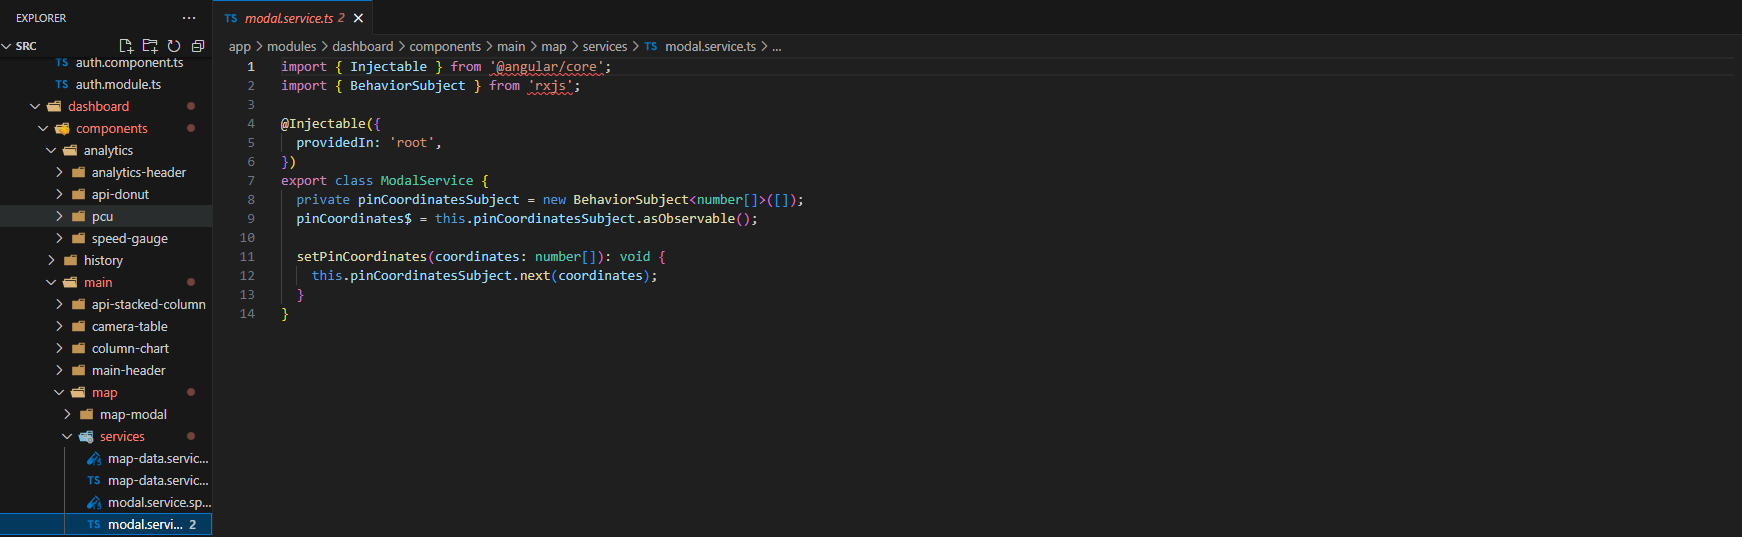 EXPLORER
SRC
auth.component.ts
auth.module.ts
dashboard
components
analytics
analytics-header
api-donut
pcu
speed-gauge
history
main
api-stacked-column
camera-table
column-chart
main-header
map
map-modal
services
map-data.servic...
map-data.servic...
modal.service.sp...
modal.servi... 2
TS modal.service.ts 2
app > modules > dashboard > components > main > map > services > TS modal.service.ts > ...
1 import { Injectable } from '@angular/core';
2 import { BehaviorSubject } from 'rxjs';
3
4 @Injectable({
5   providedIn: 'root',
6 })
7 export class ModalService {
8   private pinCoordinatesSubject = new BehaviorSubject<number[]>([]);
9   pinCoordinates$ = this.pinCoordinatesSubject.asObservable();
10
11   setPinCoordinates(coordinates: number[]): void {
12     this.pinCoordinatesSubject.next(coordinates);
13   }
14 }